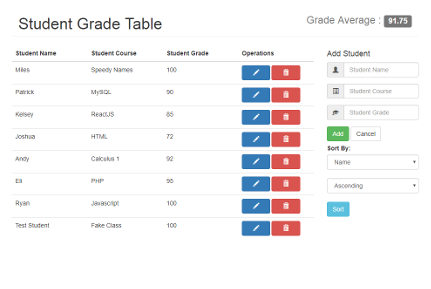 Student Grade Table
Grade Average : 91.75
Student Name Student Course Student Grade Operations
Miles Speedy Names 100
Patrick MySQL 90
Kelsey ReactJS 85
Joshua HTML 72
Andy Calculus 1 92
Eli PHP 95
Ryan Javascript 100
Test Student Fake Class 100
Add Student
Student Name
Student Course
Student Grade
Add Cancel
Sort By:
Name
Ascending
Sort